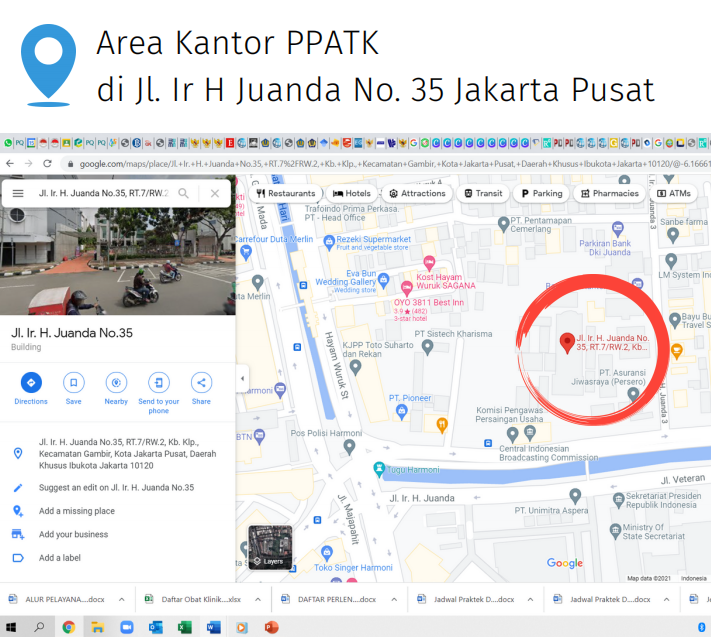 Area Kantor PPATK
di Jl. Ir H Juanda No. 35 Jakarta Pusat
google.com/maps/place/Jl.+Ir.+H.+Juanda+No.35,+RT.7%2FRW.2,+Kb.+Klp.,+Kecamatan+Gambir,+Kota+Jakarta+Pusat,+Daerah+Khusus+Ibukota+Jakarta+10120/@-6.16661
Jl. Ir. H. Juanda No.35, RT.7/RW.2
Restaurants
Hotels
Attractions
Transit
Parking
Pharmacies
ATMs
Jl. Ir. H. Juanda No.35
Building
Directions
Save
Nearby
Send to your
phone
Share
Jl. Ir. H. Juanda No.35, RT.7/RW.2, Kb. Klp.,
Kecamatan Gambir, Kota Jakarta Pusat, Daerah
Khusus Ibukota Jakarta 10120
Suggest an edit on Jl. Ir. H. Juanda No.35
Add a missing place
Add your business
Add a label
Trafoindo Prima Perkasa.
PT - Head Office
Carrefour Duta Merlin
Rezeki Supermarket
Fruit and vegetable store
PT. Pentamapan
Cemerlang
Sanbe farma
Parkiran Bank
Dki Juanda
LM System In
Eva Bun
Wedding Gallery
Wedding store
Kost Hayam
Wuruk SAGANA
OYO 3811 Best Inn
3.9 ★ (482)
3-star hotel
uta Merlin
Bayu Bu
Travel S
PT Sistech Kharisma
KJPP Toto Suharto
dan Rekan
Hayam Wuruk St
Jl. Ir. H. Juanda No.
35, RT.7/RW.2, Kb...
PT. Asuransi
Jiwasraya (Persero)
armoni
PT. Pioneer
Komisi Pengawas
Persaingan Usaha
Juanda 3
BTN
Pos Polisi Harmoni
Central Indonesian
Broadcasting Commission
Tugu Harmoni
Jl. Veteran
Jl. Ir. H. Juanda
Jl. Majapahit
PT. Unimitra Aspera
Sekretariat Presiden
Republik Indonesia
Ministry Of
State Secretariat
Layers
Toko Singer Harmoni
Google
Map data ©2021
Indonesia
ALUR PELAYANA....docx
Daftar Obat Klinik....xlsx
DAFTAR PERLEN....docx
Jadwal Praktek D....docx
Jadwal Praktek D....docx